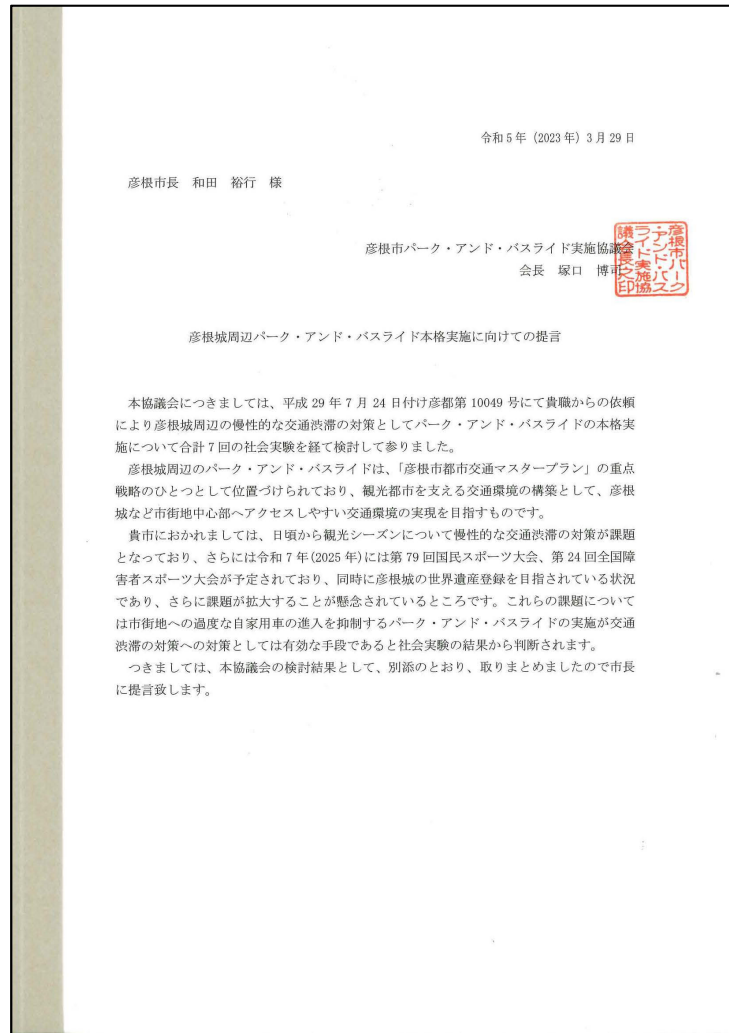 令和5年（2023年）3月29日
彦根市長　和田　裕行　様
彦根市パーク・アンド・バスライド実施協議会
会長　塚口　博司
彦根市パーク
・アンド・バス
ライド実施協
議会長之印
彦根城周辺パーク・アンド・バスライド本格実施に向けての提言
本協議会につきましては、平成29年7月24日付け彦都第10049号にて貴職からの依頼
により彦根城周辺の慢性的な交通渋滞の対策としてパーク・アンド・バスライドの本格実
施について合計7回の社会実験を経て検討して参りました。
彦根城周辺のパーク・アンド・バスライドは、「彦根市都市交通マスタープラン」の重点
戦略のひとつとして位置づけられており、観光都市を支える交通環境の構築として、彦根
城など市街地中心部へアクセスしやすい交通環境の実現を目指すものです。
貴市におかれましては、日頃から観光シーズンについて慢性的な交通渋滞の対策が課題
となっており、さらには令和7年(2025年)には第79回国民スポーツ大会、第24回全国障
害者スポーツ大会が予定されており、同時に彦根城の世界遺産登録を目指されている状況
であり、さらに課題が拡大することが懸念されているところです。これらの課題について
は市街地への過度な自家用車の進入を抑制するパーク・アンド・バスライドの実施が交通
渋滞の対策への対策としては有効な手段であると社会実験の結果から判断されます。
つきましては、本協議会の検討結果として、別添のとおり、取りまとめましたので市長
に提言致します。